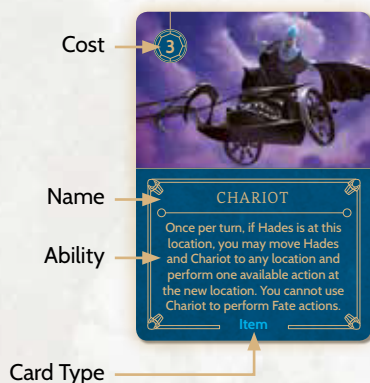 Cost
3
Name
CHARIOT
Ability
Once per turn, if Hades is at this
location, you may move Hades
and Chariot to any location and
perform one available action at
the new location. You cannot use
Chariot to perform Fate actions.
Item
Card Type